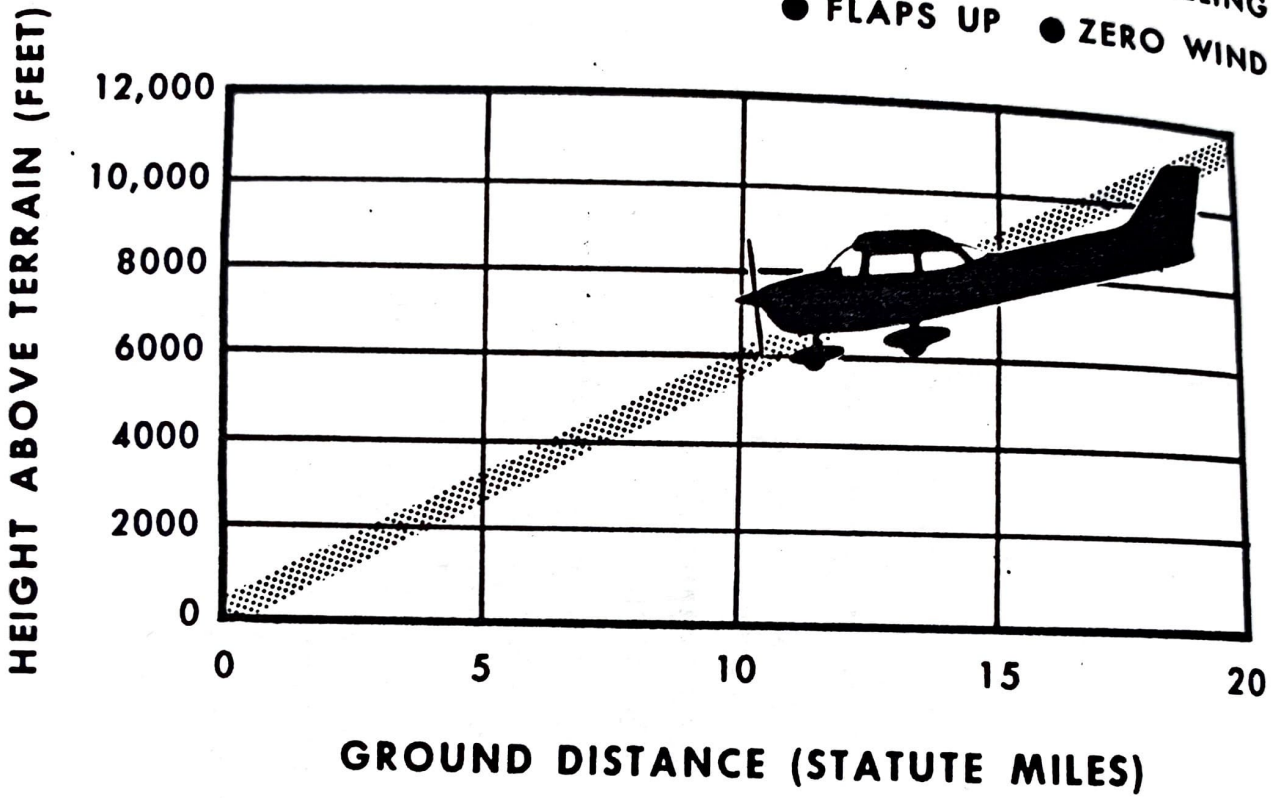 ● FLAPS UP ● ZERO WIND
HEIGHT ABOVE TERRAIN (FEET)
12,000
10,000
8000
6000
4000
2000
0
0 5 10 15 20
GROUND DISTANCE (STATUTE MILES)